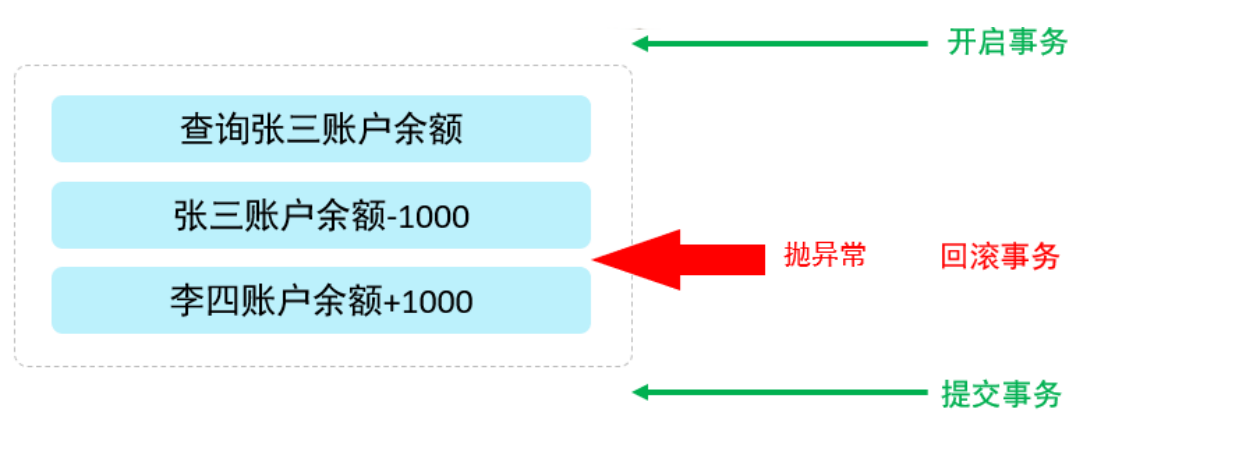 开启事务
查询张三账户余额
张三账户余额-1000
抛异常 回滚事务
李四账户余额+1000
提交事务